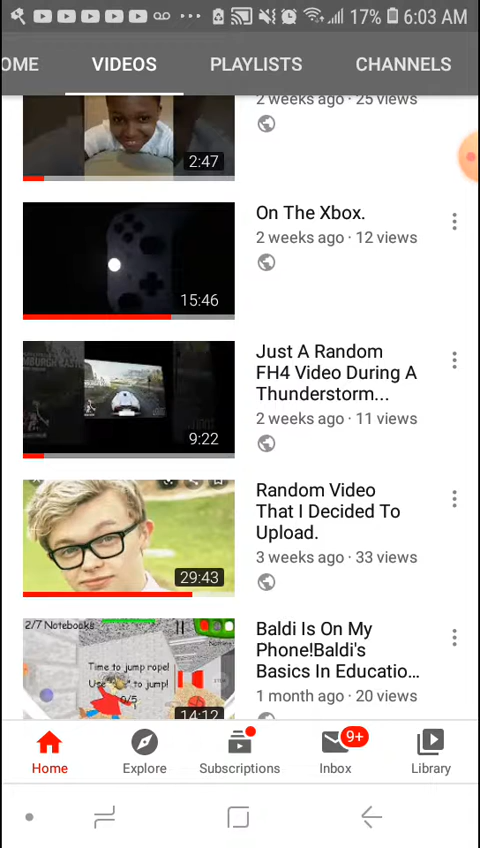 17% 6:03 AM
OME VIDEOS PLAYLISTS CHANNELS
2 weeks ago · 25 views
2:47
On The Xbox.
2 weeks ago · 12 views
15:46
Just A Random
FH4 Video During A
Thunderstorm...
2 weeks ago · 11 views
9:22
Random Video
That I Decided To
Upload.
3 weeks ago · 33 views
29:43
2/7 Notebooks
Time to jump rope!
to jump!
0/5
14:12
Baldi Is On My
Phone!Baldi's
Basics In Educatio...
1 month ago · 20 views
9+
Home Explore Subscriptions Inbox Library